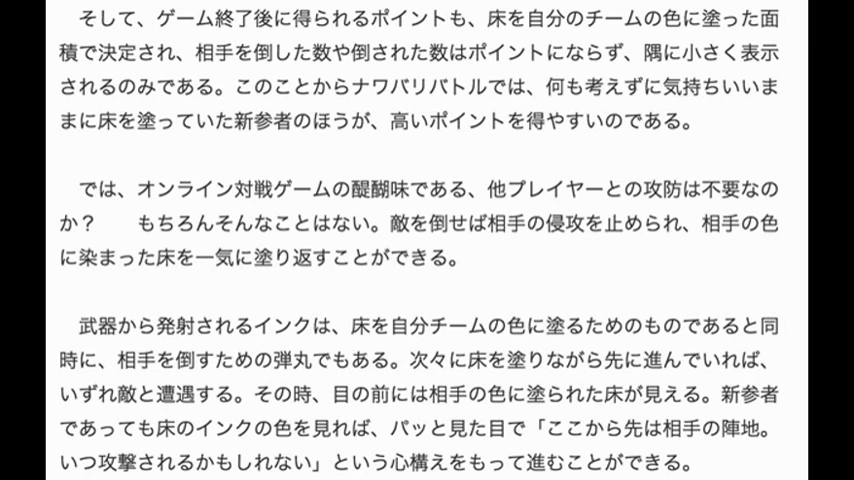 そして、ゲーム終了後に得られるポイントも、床を自分のチームの色に塗った面
積で決定され、相手を倒した数や倒された数はポイントにならず、隅に小さく表示
されるのみである。このことからナワバリバトルでは、何も考えずに気持ちいいま
まに床を塗っていた新参者のほうが、高いポイントを得やすいのである。
では、オンライン対戦ゲームの醍醐味である、他プレイヤーとの攻防は不要なの
か？　　もちろんそんなことはない。敵を倒せば相手の侵攻を止められ、相手の色
に染まった床を一気に塗り返すことができる。
武器から発射されるインクは、床を自分チームの色に塗るためのものであると同
時に、相手を倒すための弾丸でもある。次々に床を塗りながら先に進んでいれば、
いずれ敵と遭遇する。その時、目の前には相手の色に塗られた床が見える。新参者
であっても床のインクの色を見れば、パッと見た目で「ここから先は相手の陣地。
いつ攻撃されるかもしれない」という心構えをもって進むことができる。